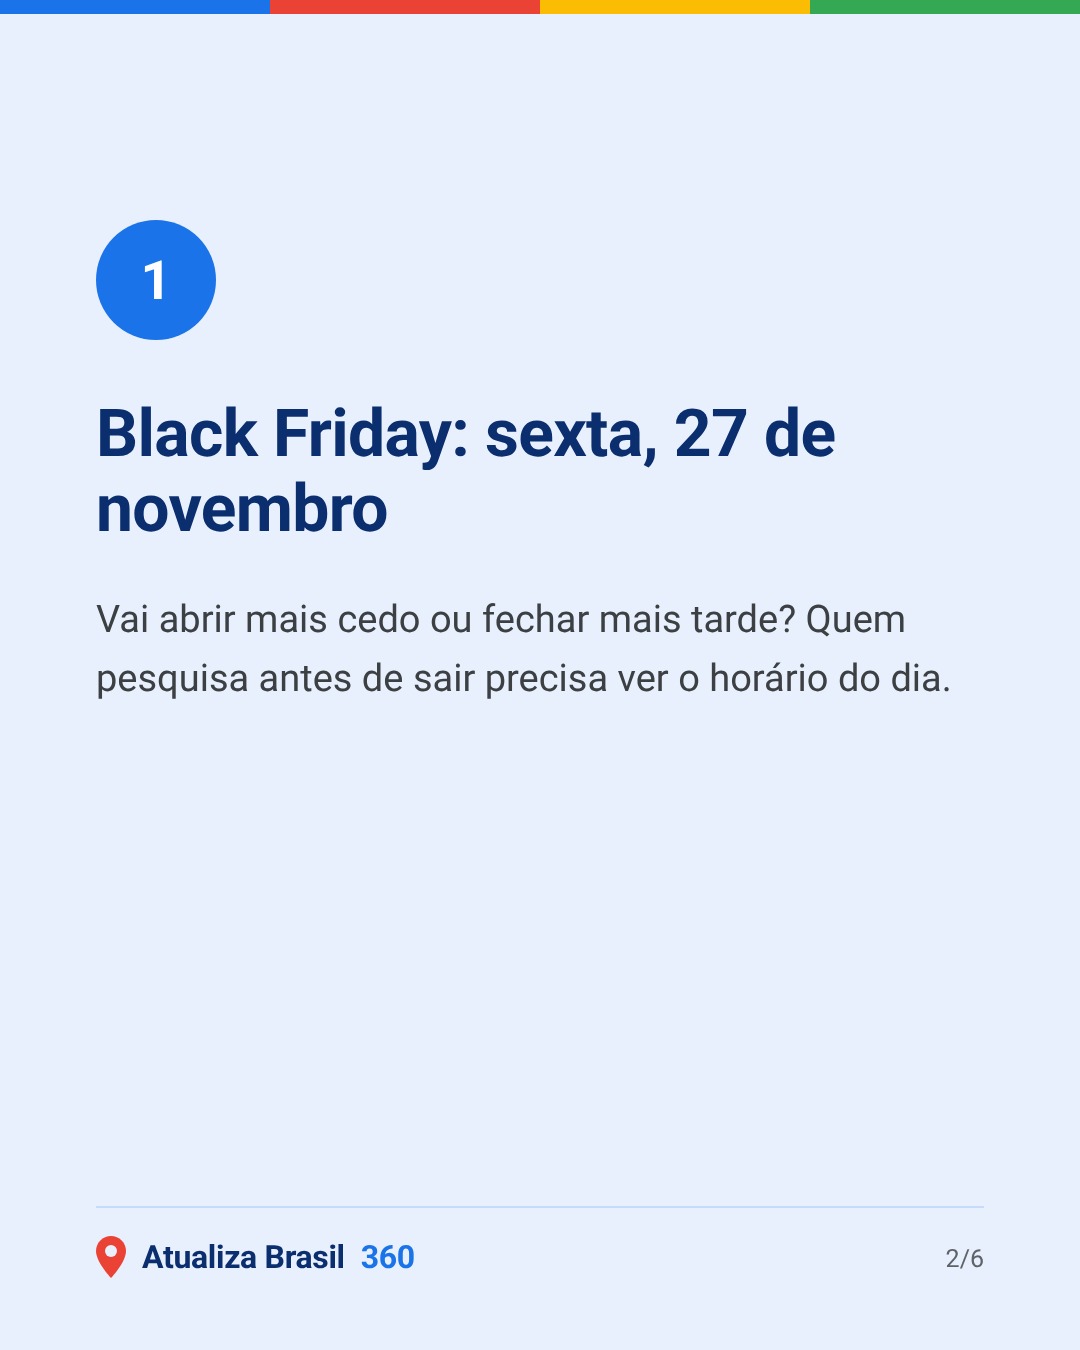 1
Black Friday: sexta, 27 de
novembro
Vai abrir mais cedo ou fechar mais tarde? Quem
pesquisa antes de sair precisa ver o horário do dia.
Atualiza Brasil 360
2/6